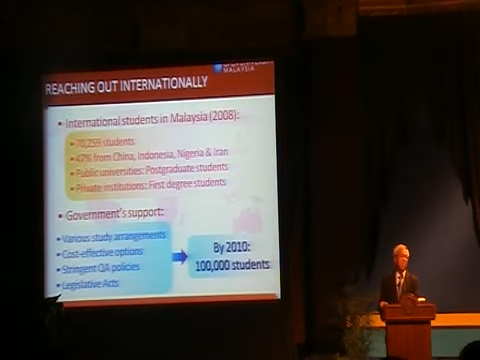 MALAYSIA
REACHING OUT INTERNATIONALLY
• International students in Malaysia (2008):
• 70,259 students
• 47% from China, Indonesia, Nigeria & Iran
• Public universities: Postgraduate students
• Private institutions: First degree students
• Government's support:
• Various study arrangements
• Cost-effective options
• Stringent QA policies
• Legislative Acts
By 2010:
100,000 students